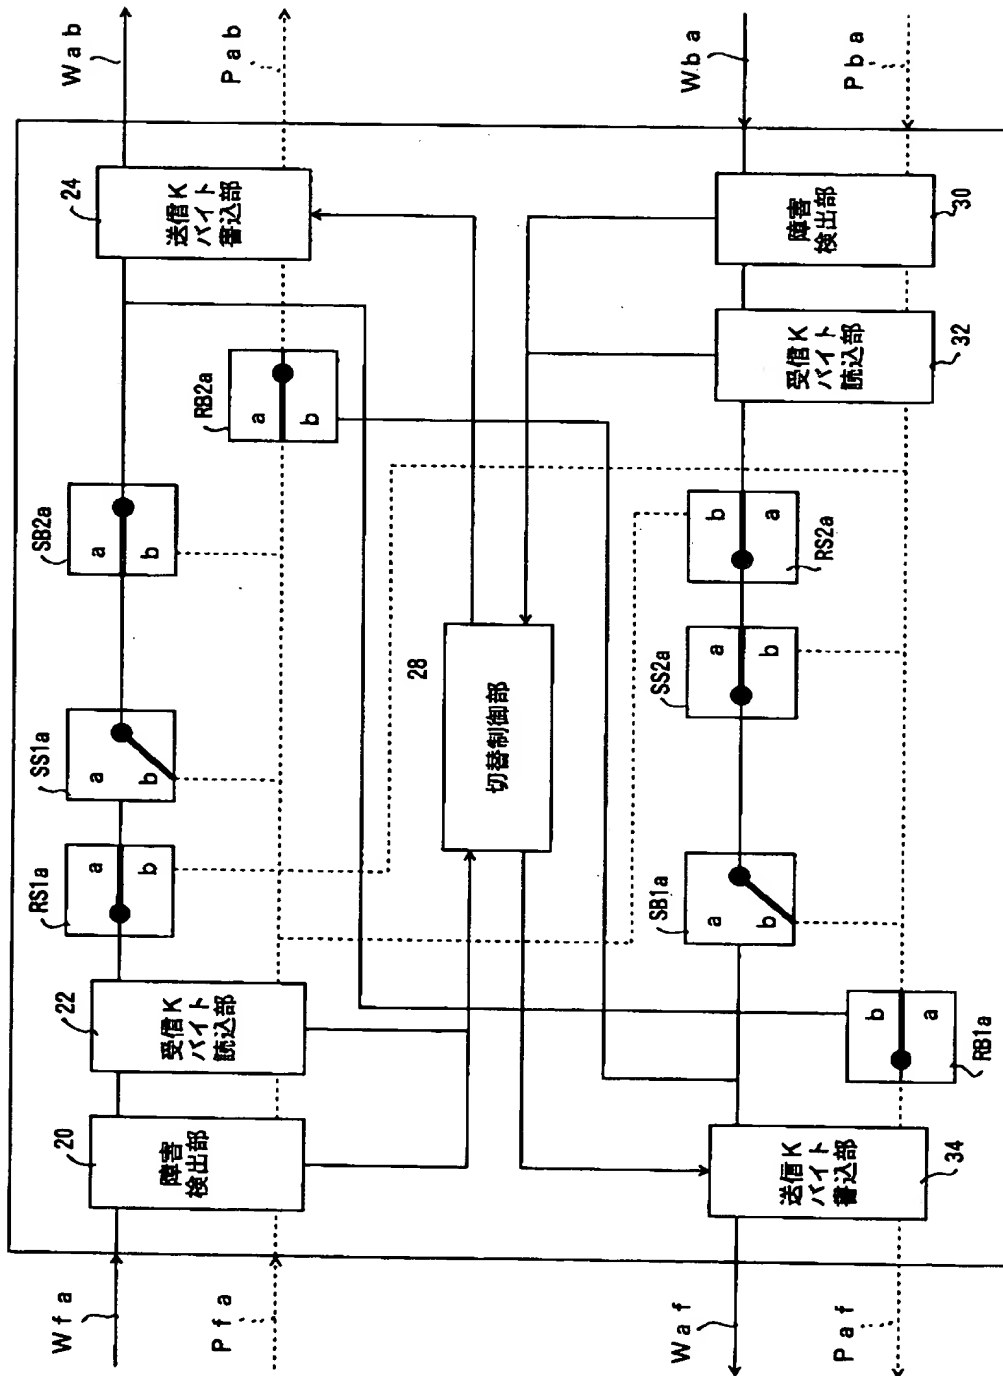 Wfa
Pfa
20
障害
検出部
22
受信K
バイト
読込部
RS1a
a
b
SS1a
a
b
SB2a
a
b
RB2a
a
b
24
送信K
バイト
書込部
Wab
Pab
28
切替制御部
Waf
Paf
34
送信K
バイト
書込部
RB1a
b
a
SB1a
a
b
SS2a
a
b
RS2a
b
a
32
受信K
バイト
読込部
30
障害
検出部
Wba
Pba